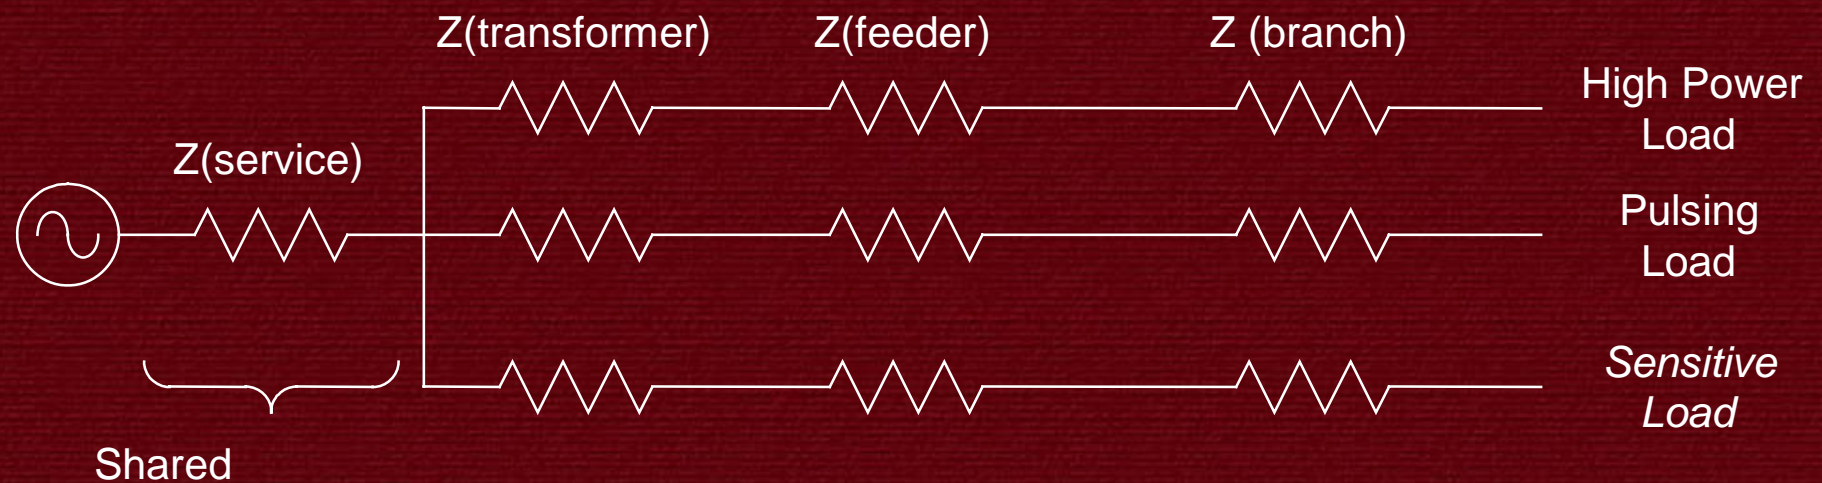 Z(transformer)
Z(feeder)
Z (branch)
High Power
Load
Z(service)
Pulsing
Load
Sensitive
Load
Shared